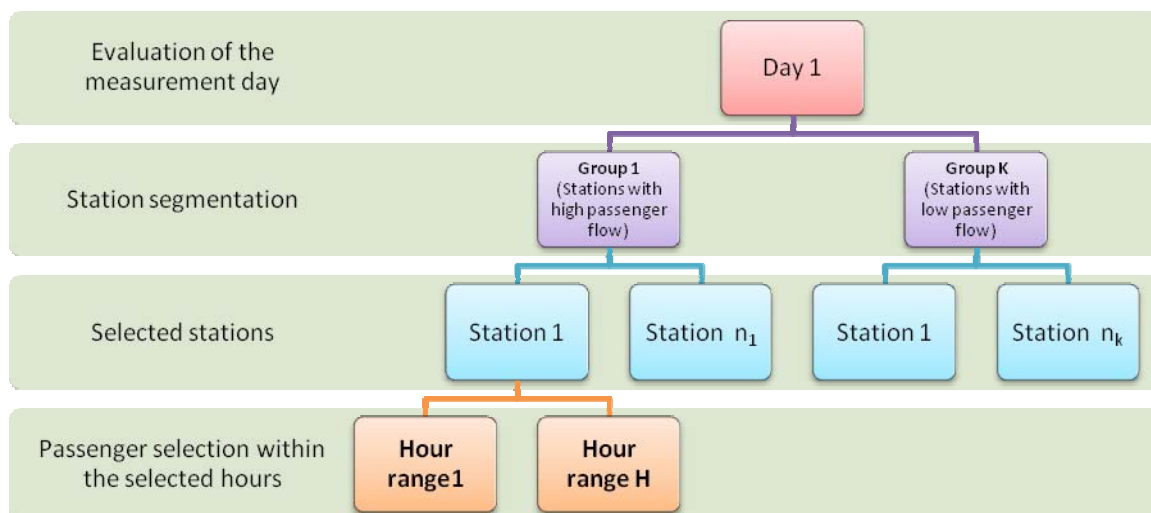 Evaluation of the
measurement day
Day 1
Station segmentation
Group 1
(Stations with
high passenger
flow)
Group K
(Stations with
low passenger
flow)
Selected stations
Station 1
Station n₁
Station 1
Station nₖ
Passenger selection within
the selected hours
Hour
range1
Hour
range H